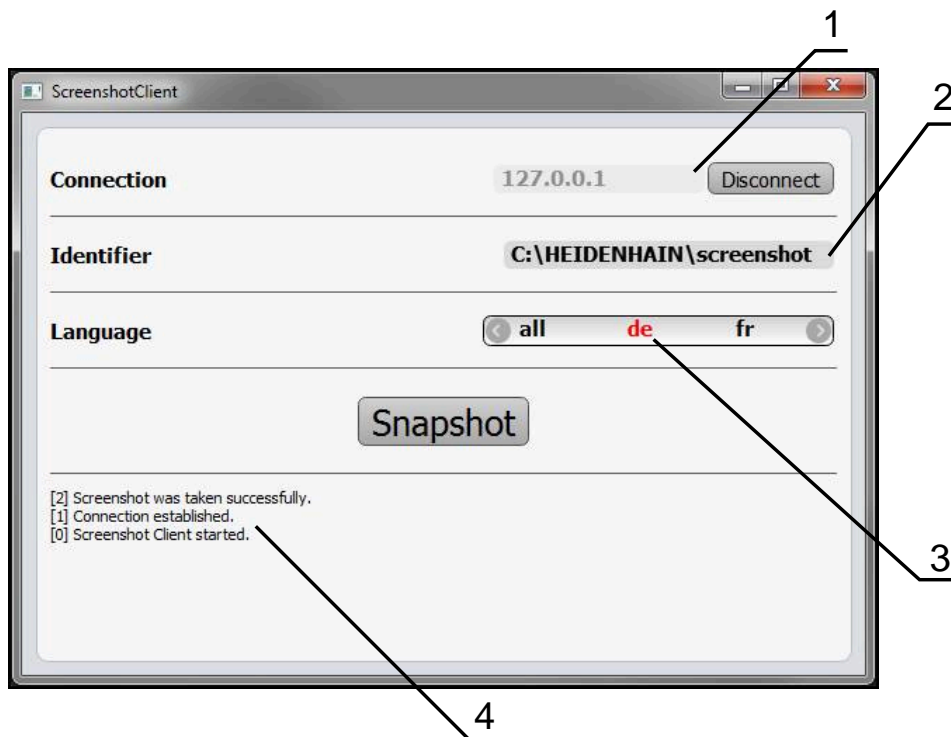 1
ScreenshotClient
2
Connection 127.0.0.1 Disconnect
Identifier C:\HEIDENHAIN\screenshot
Language all de fr
Snapshot
[2] Screenshot was taken successfully.
[1] Connection established.
[0] Screenshot Client started.
3
4